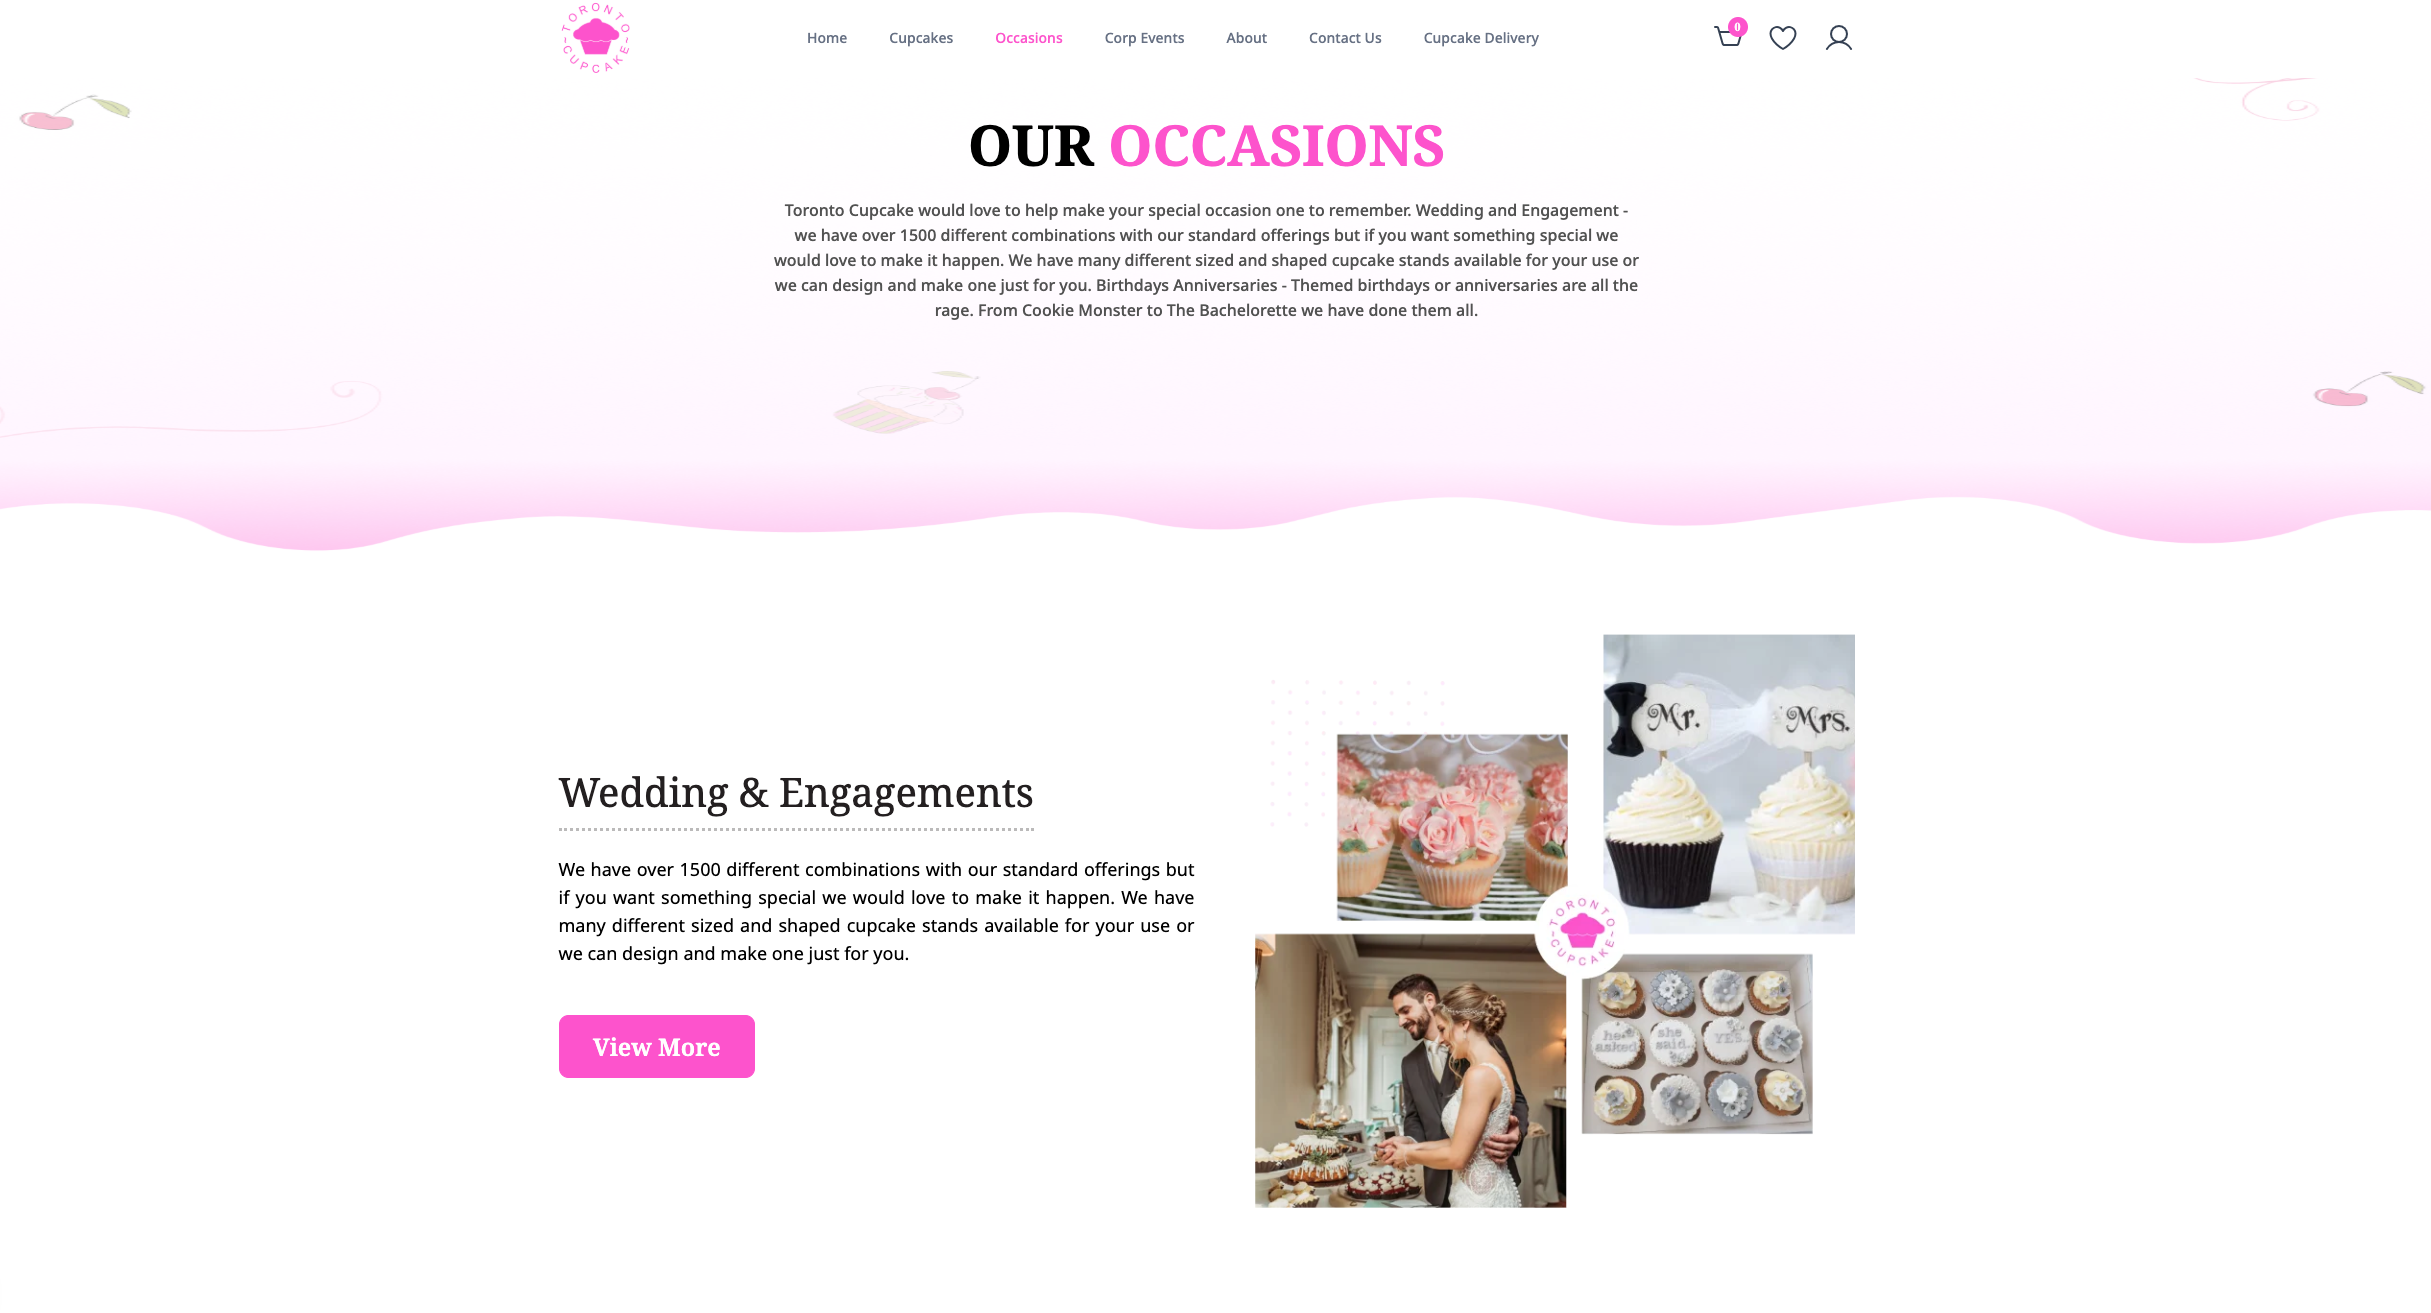 TORONTO CUPCAKE
Home Cupcakes Occasions Corp Events About Contact Us Cupcake Delivery
0
OUR OCCASIONS
Toronto Cupcake would love to help make your special occasion one to remember. Wedding and Engagement -
we have over 1500 different combinations with our standard offerings but if you want something special we
would love to make it happen. We have many different sized and shaped cupcake stands available for your use or
we can design and make one just for you. Birthdays Anniversaries - Themed birthdays or anniversaries are all the
rage. From Cookie Monster to The Bachelorette we have done them all.
Wedding & Engagements
We have over 1500 different combinations with our standard offerings but
if you want something special we would love to make it happen. We have
many different sized and shaped cupcake stands available for your use or
we can design and make one just for you.
View More
Mr.
Mrs.
TORONTO CUPCAKE
he asked
she said...
YES...